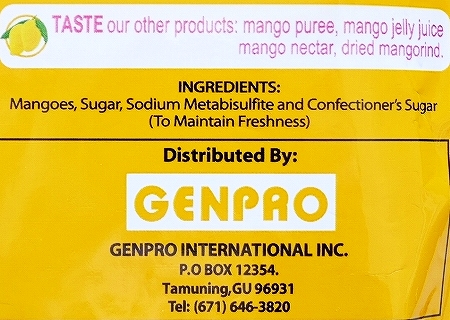 TASTE our other products: mango puree, mango jelly juice
mango nectar, dried mangorind.
INGREDIENTS:
Mangoes, Sugar, Sodium Metabisulfite and Confectioner's Sugar
(To Maintain Freshness)
Distributed By:
GENPRO
GENPRO INTERNATIONAL INC.
P.O BOX 12354.
Tamuning,GU 96931
Tel: (671) 646-3820